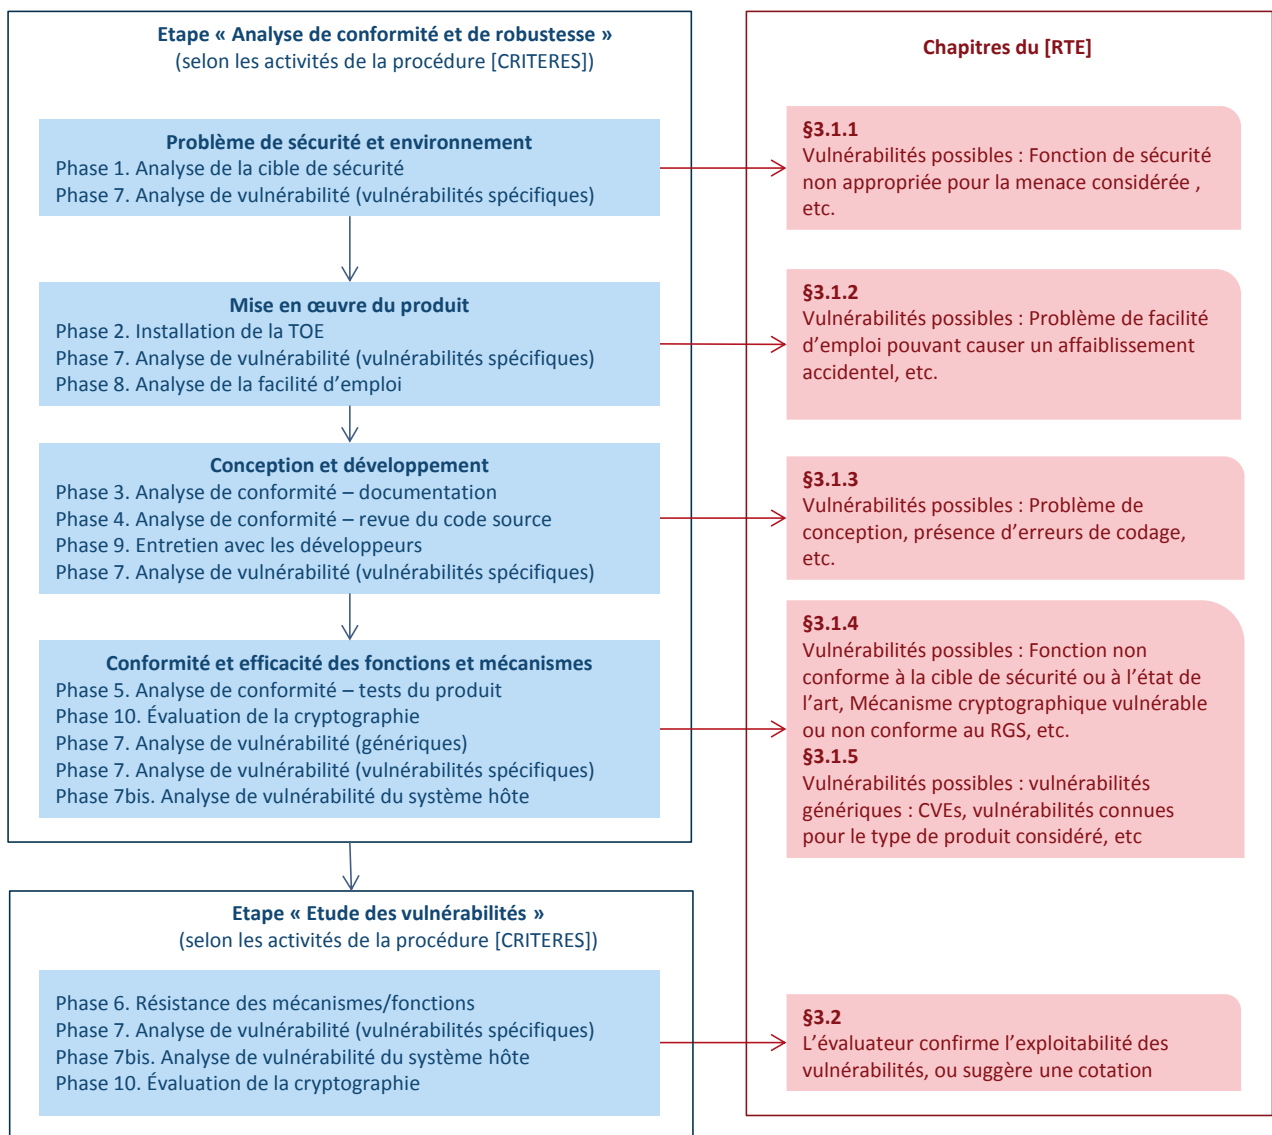 Etape « Analyse de conformité et de robustesse »
(selon les activités de la procédure [CRITERES])
Problème de sécurité et environnement
Phase 1. Analyse de la cible de sécurité
Phase 7. Analyse de vulnérabilité (vulnérabilités spécifiques)
Mise en œuvre du produit
Phase 2. Installation de la TOE
Phase 7. Analyse de vulnérabilité (vulnérabilités spécifiques)
Phase 8. Analyse de la facilité d’emploi
Conception et développement
Phase 3. Analyse de conformité – documentation
Phase 4. Analyse de conformité – revue du code source
Phase 9. Entretien avec les développeurs
Phase 7. Analyse de vulnérabilité (vulnérabilités spécifiques)
Conformité et efficacité des fonctions et mécanismes
Phase 5. Analyse de conformité – tests du produit
Phase 10. Évaluation de la cryptographie
Phase 7. Analyse de vulnérabilité (génériques)
Phase 7. Analyse de vulnérabilité (vulnérabilités spécifiques)
Phase 7bis. Analyse de vulnérabilité du système hôte
Etape « Etude des vulnérabilités »
(selon les activités de la procédure [CRITERES])
Phase 6. Résistance des mécanismes/fonctions
Phase 7. Analyse de vulnérabilité (vulnérabilités spécifiques)
Phase 7bis. Analyse de vulnérabilité du système hôte
Phase 10. Évaluation de la cryptographie
Chapitres du [RTE]
§3.1.1
Vulnérabilités possibles : Fonction de sécurité
non appropriée pour la menace considérée ,
etc.
§3.1.2
Vulnérabilités possibles : Problème de facilité
d’emploi pouvant causer un affaiblissement
accidentel, etc.
§3.1.3
Vulnérabilités possibles : Problème de
conception, présence d’erreurs de codage,
etc.
§3.1.4
Vulnérabilités possibles : Fonction non
conforme à la cible de sécurité ou à l’état de
l’art, Mécanisme cryptographique vulnérable
ou non conforme au RGS, etc.
§3.1.5
Vulnérabilités possibles : vulnérabilités
génériques : CVEs, vulnérabilités connues
pour le type de produit considéré, etc
§3.2
L’évaluateur confirme l’exploitabilité des
vulnérabilités, ou suggère une cotation